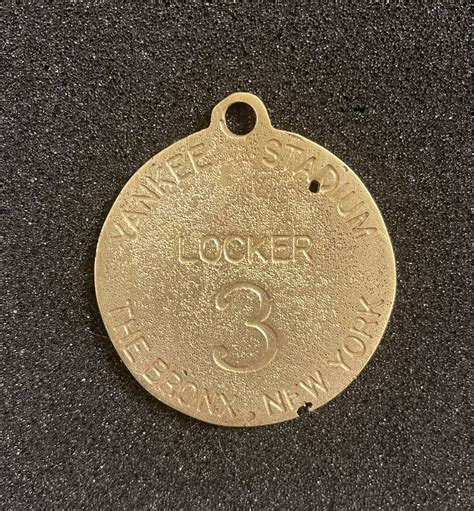 YANKEE STADIUM
LOCKER
3
THE BRONX, NEW YORK